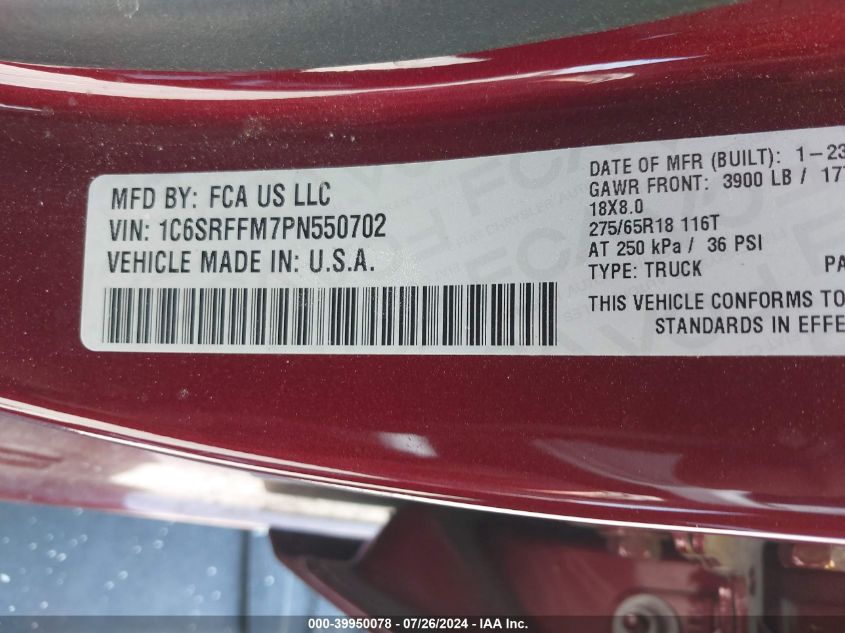 MFD BY: FCA US LLC
VIN: 1C6SRFFM7PN550702
VEHICLE MADE IN: U.S.A.
DATE OF MFR (BUILT): 1-23
GAWR FRONT: 3900 LB / 17
18X8.0
275/65R18 116T
AT 250 kPa / 36 PSI
TYPE: TRUCK PA
THIS VEHICLE CONFORMS TO
STANDARDS IN EFFE
000-39950078 - 07/26/2024 - IAA Inc.